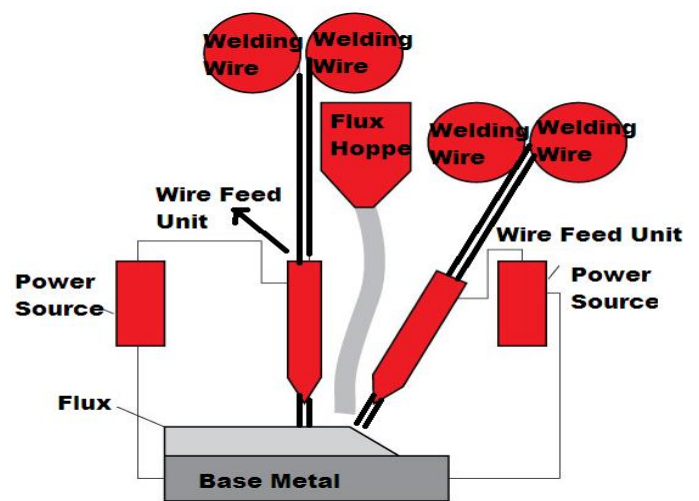 Welding
Wire
Welding
Wire
Flux
Hoppe
Welding
Wire
Welding
Wire
Wire Feed
Unit
Wire Feed Unit
Power
Source
Power
Source
Flux
Base Metal